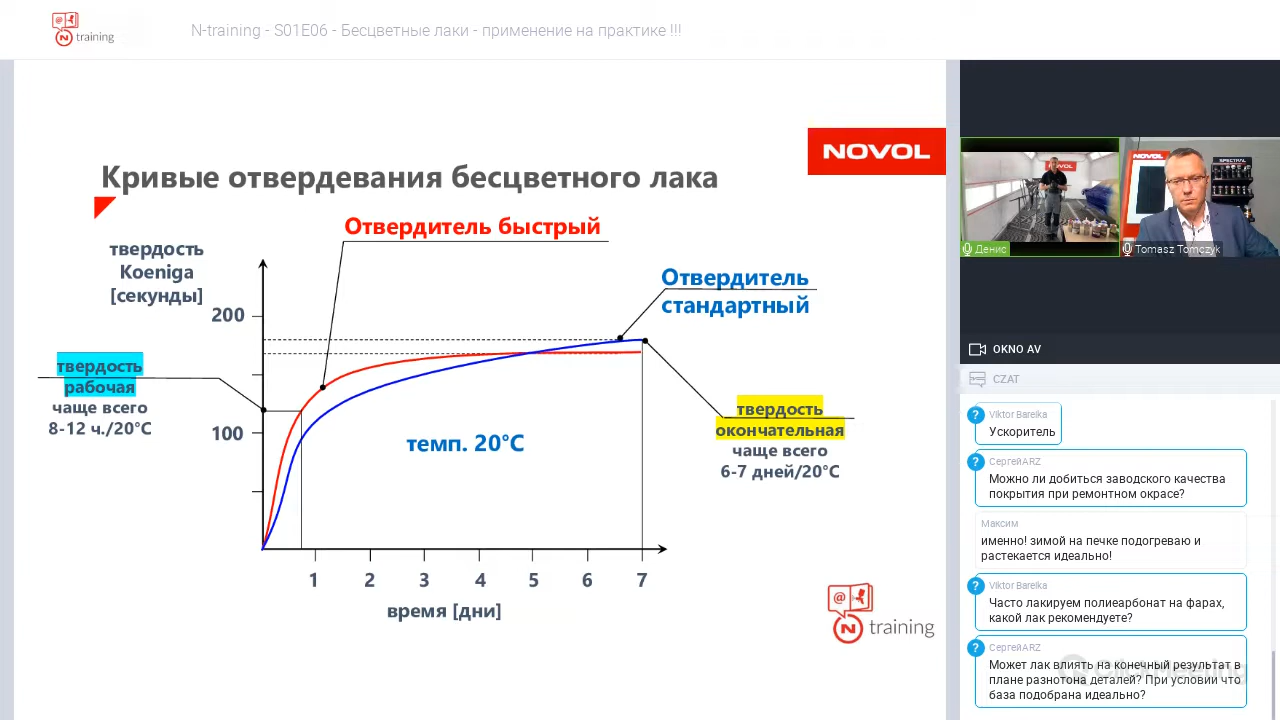 training
N-training - S01E06 - Бесцветные лаки - применение на практике !!!
NOVOL
Кривые отвердевания бесцветного лака
Отвердитель быстрый
твердость
Koeniga
[секунды]
Отвердитель
стандартный
200
твердость
рабочая
чаще всего
8-12 ч./20°C
100
темп. 20°C
твердость
окончательная
чаще всего
6-7 дней/20°C
1 2 3 4 5 6 7
время [дни]
N training
NOVOL
Денис
NOVOL
SPECTRAL
Tomasz Tomczyk
OKNO AV
CZAT
Viktor Bareika
Ускоритель
СергейARZ
Можно ли добиться заводского качества
покрытия при ремонтном окрасе?
Максим
именно! зимой на печке подогреваю и
растекается идеально!
Viktor Bareika
Часто лакируем полиеарбонат на фарах,
какой лак рекомендуете?
СергейARZ
Может лак влиять на конечный результат в
плане разнотона деталей? При условии что
база подобрана идеально?